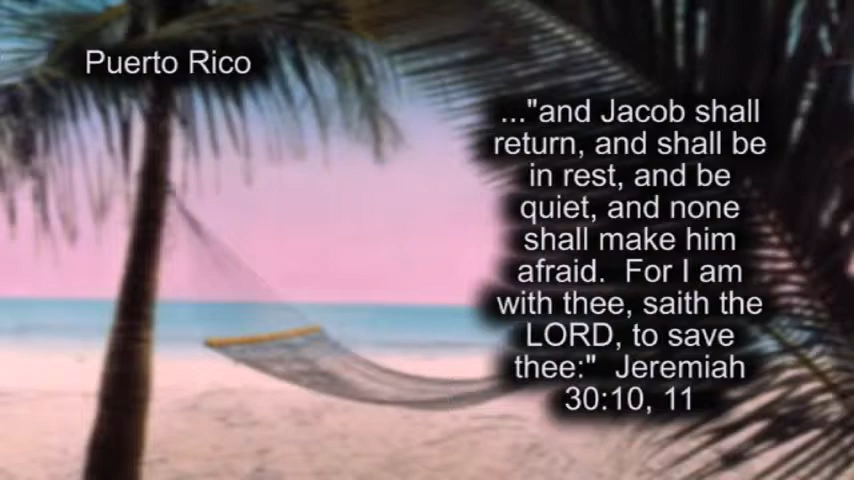 Puerto Rico
..."and Jacob shall
return, and shall be
in rest, and be
quiet, and none
shall make him
afraid.  For I am
with thee, saith the
LORD, to save
thee:"  Jeremiah
30:10, 11